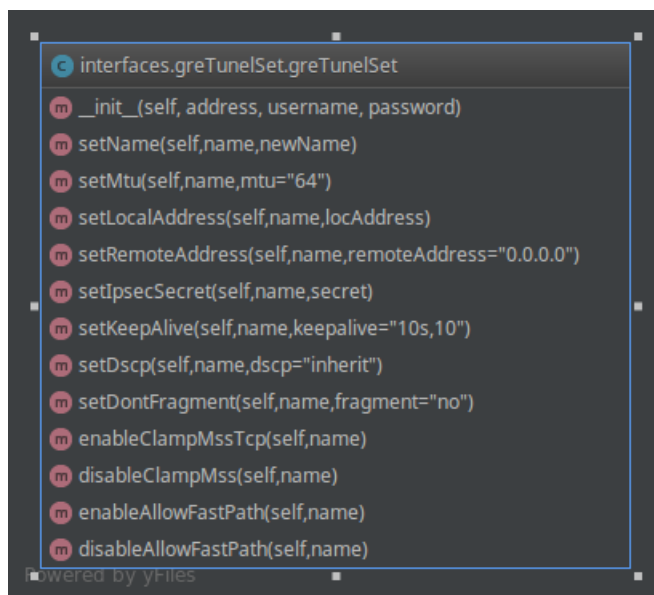 interfaces.greTunelSet.greTunelSet
__init__(self, address, username, password)
setName(self,name,newName)
setMtu(self,name,mtu="64")
setLocalAddress(self,name,locAddress)
setRemoteAddress(self,name,remoteAddress="0.0.0.0")
setIpsecSecret(self,name,secret)
setKeepAlive(self,name,keepalive="10s,10")
setDscp(self,name,dscp="inherit")
setDontFragment(self,name,fragment="no")
enableClampMssTcp(self,name)
disableClampMss(self,name)
enableAllowFastPath(self,name)
disableAllowFastPath(self,name)
Powered by yFiles